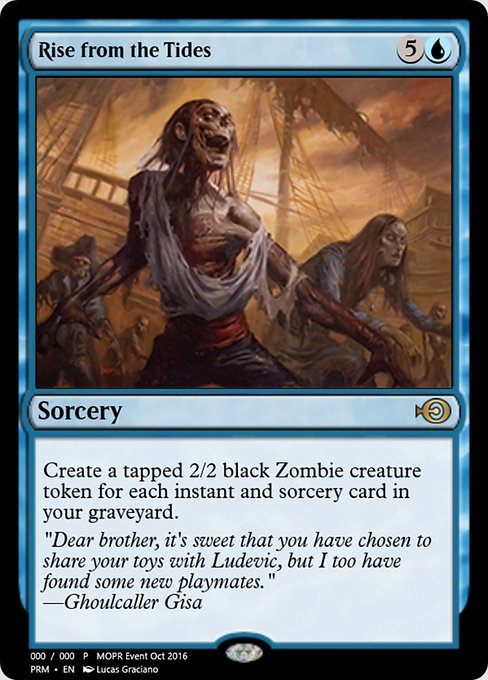 Rise from the Tides 5
Sorcery
Create a tapped 2/2 black Zombie creature
token for each instant and sorcery card in
your graveyard.
"Dear brother, it's sweet that you have chosen to
share your toys with Ludevic, but I too have
found some new playmates."
—Ghoulcaller Gisa
000 / 000 P MOPR Event Oct 2016
PRM • EN Lucas Graciano